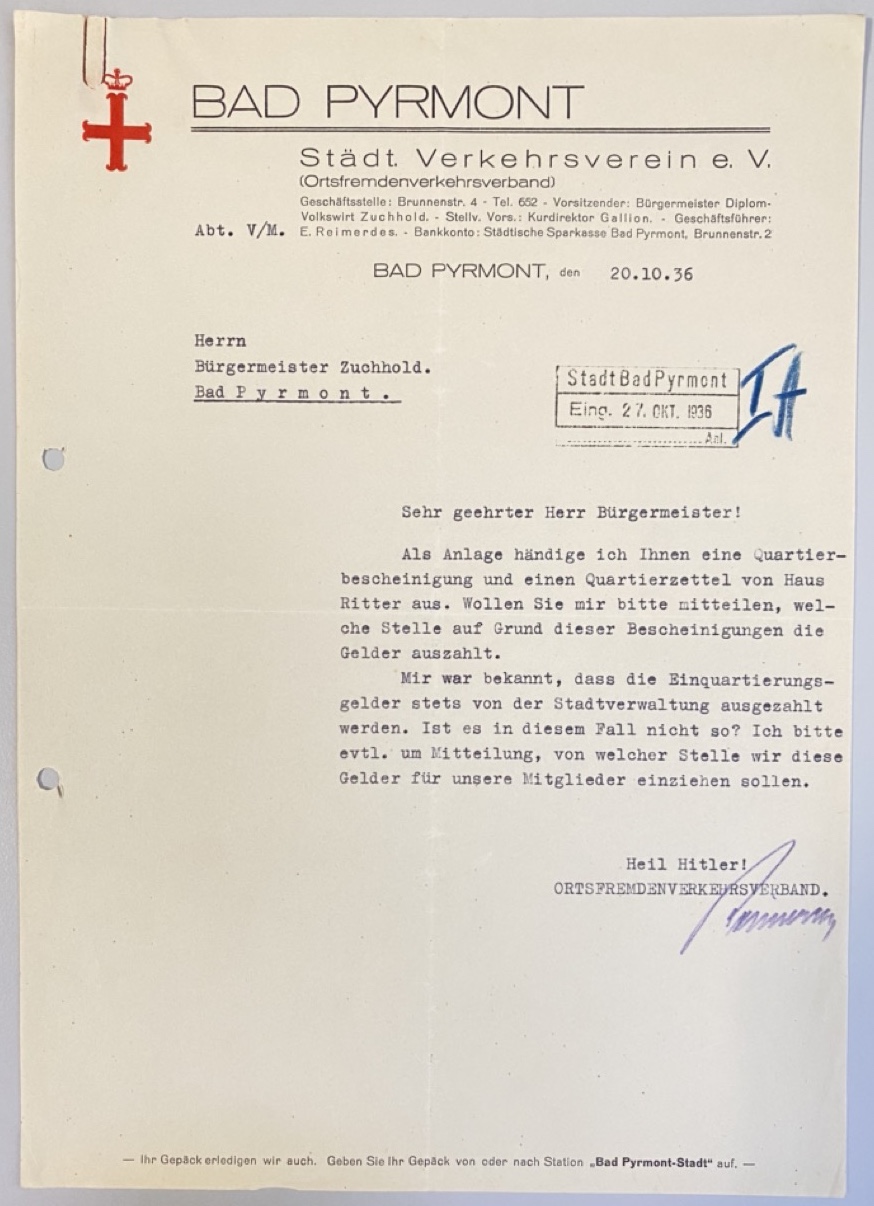 BAD PYRMONT
Städt. Verkehrsverein e. V.
(Ortsfremdenverkehrsverband)
Geschäftsstelle: Brunnenstr. 4 - Tel. 652 - Vorsitzender: Bürgermeister Diplom-
Volkswirt Zuchhold. - Stellv. Vors.: Kurdirektor Gallion. - Geschäftsführer:
Abt. V/M. E. Reimerdes. - Bankkonto: Städtische Sparkasse Bad Pyrmont, Brunnenstr. 2
BAD PYRMONT, den 20.10.36
Herrn
Bürgermeister Zuchhold.
Bad P y r m o n t .
Stadt Bad Pyrmont
Eing. 27. OKT. 1936
Anl.
Sehr geehrter Herr Bürgermeister!
Als Anlage händige ich Ihnen eine Quartier-
bescheinigung und einen Quartierzettel von Haus
Ritter aus. Wollen Sie mir bitte mitteilen, wel-
che Stelle auf Grund dieser Bescheinigungen die
Gelder auszahlt.
Mir war bekannt, dass die Einquartierungs-
gelder stets von der Stadtverwaltung ausgezahlt
werden. Ist es in diesem Fall nicht so? Ich bitte
evtl. um Mitteilung, von welcher Stelle wir diese
Gelder für unsere Mitglieder einziehen sollen.
Heil Hitler!
ORTSFREMDENVERKEHRSVERBAND.
— Ihr Gepäck erledigen wir auch. Geben Sie Ihr Gepäck von oder nach Station „Bad Pyrmont-Stadt“ auf. —